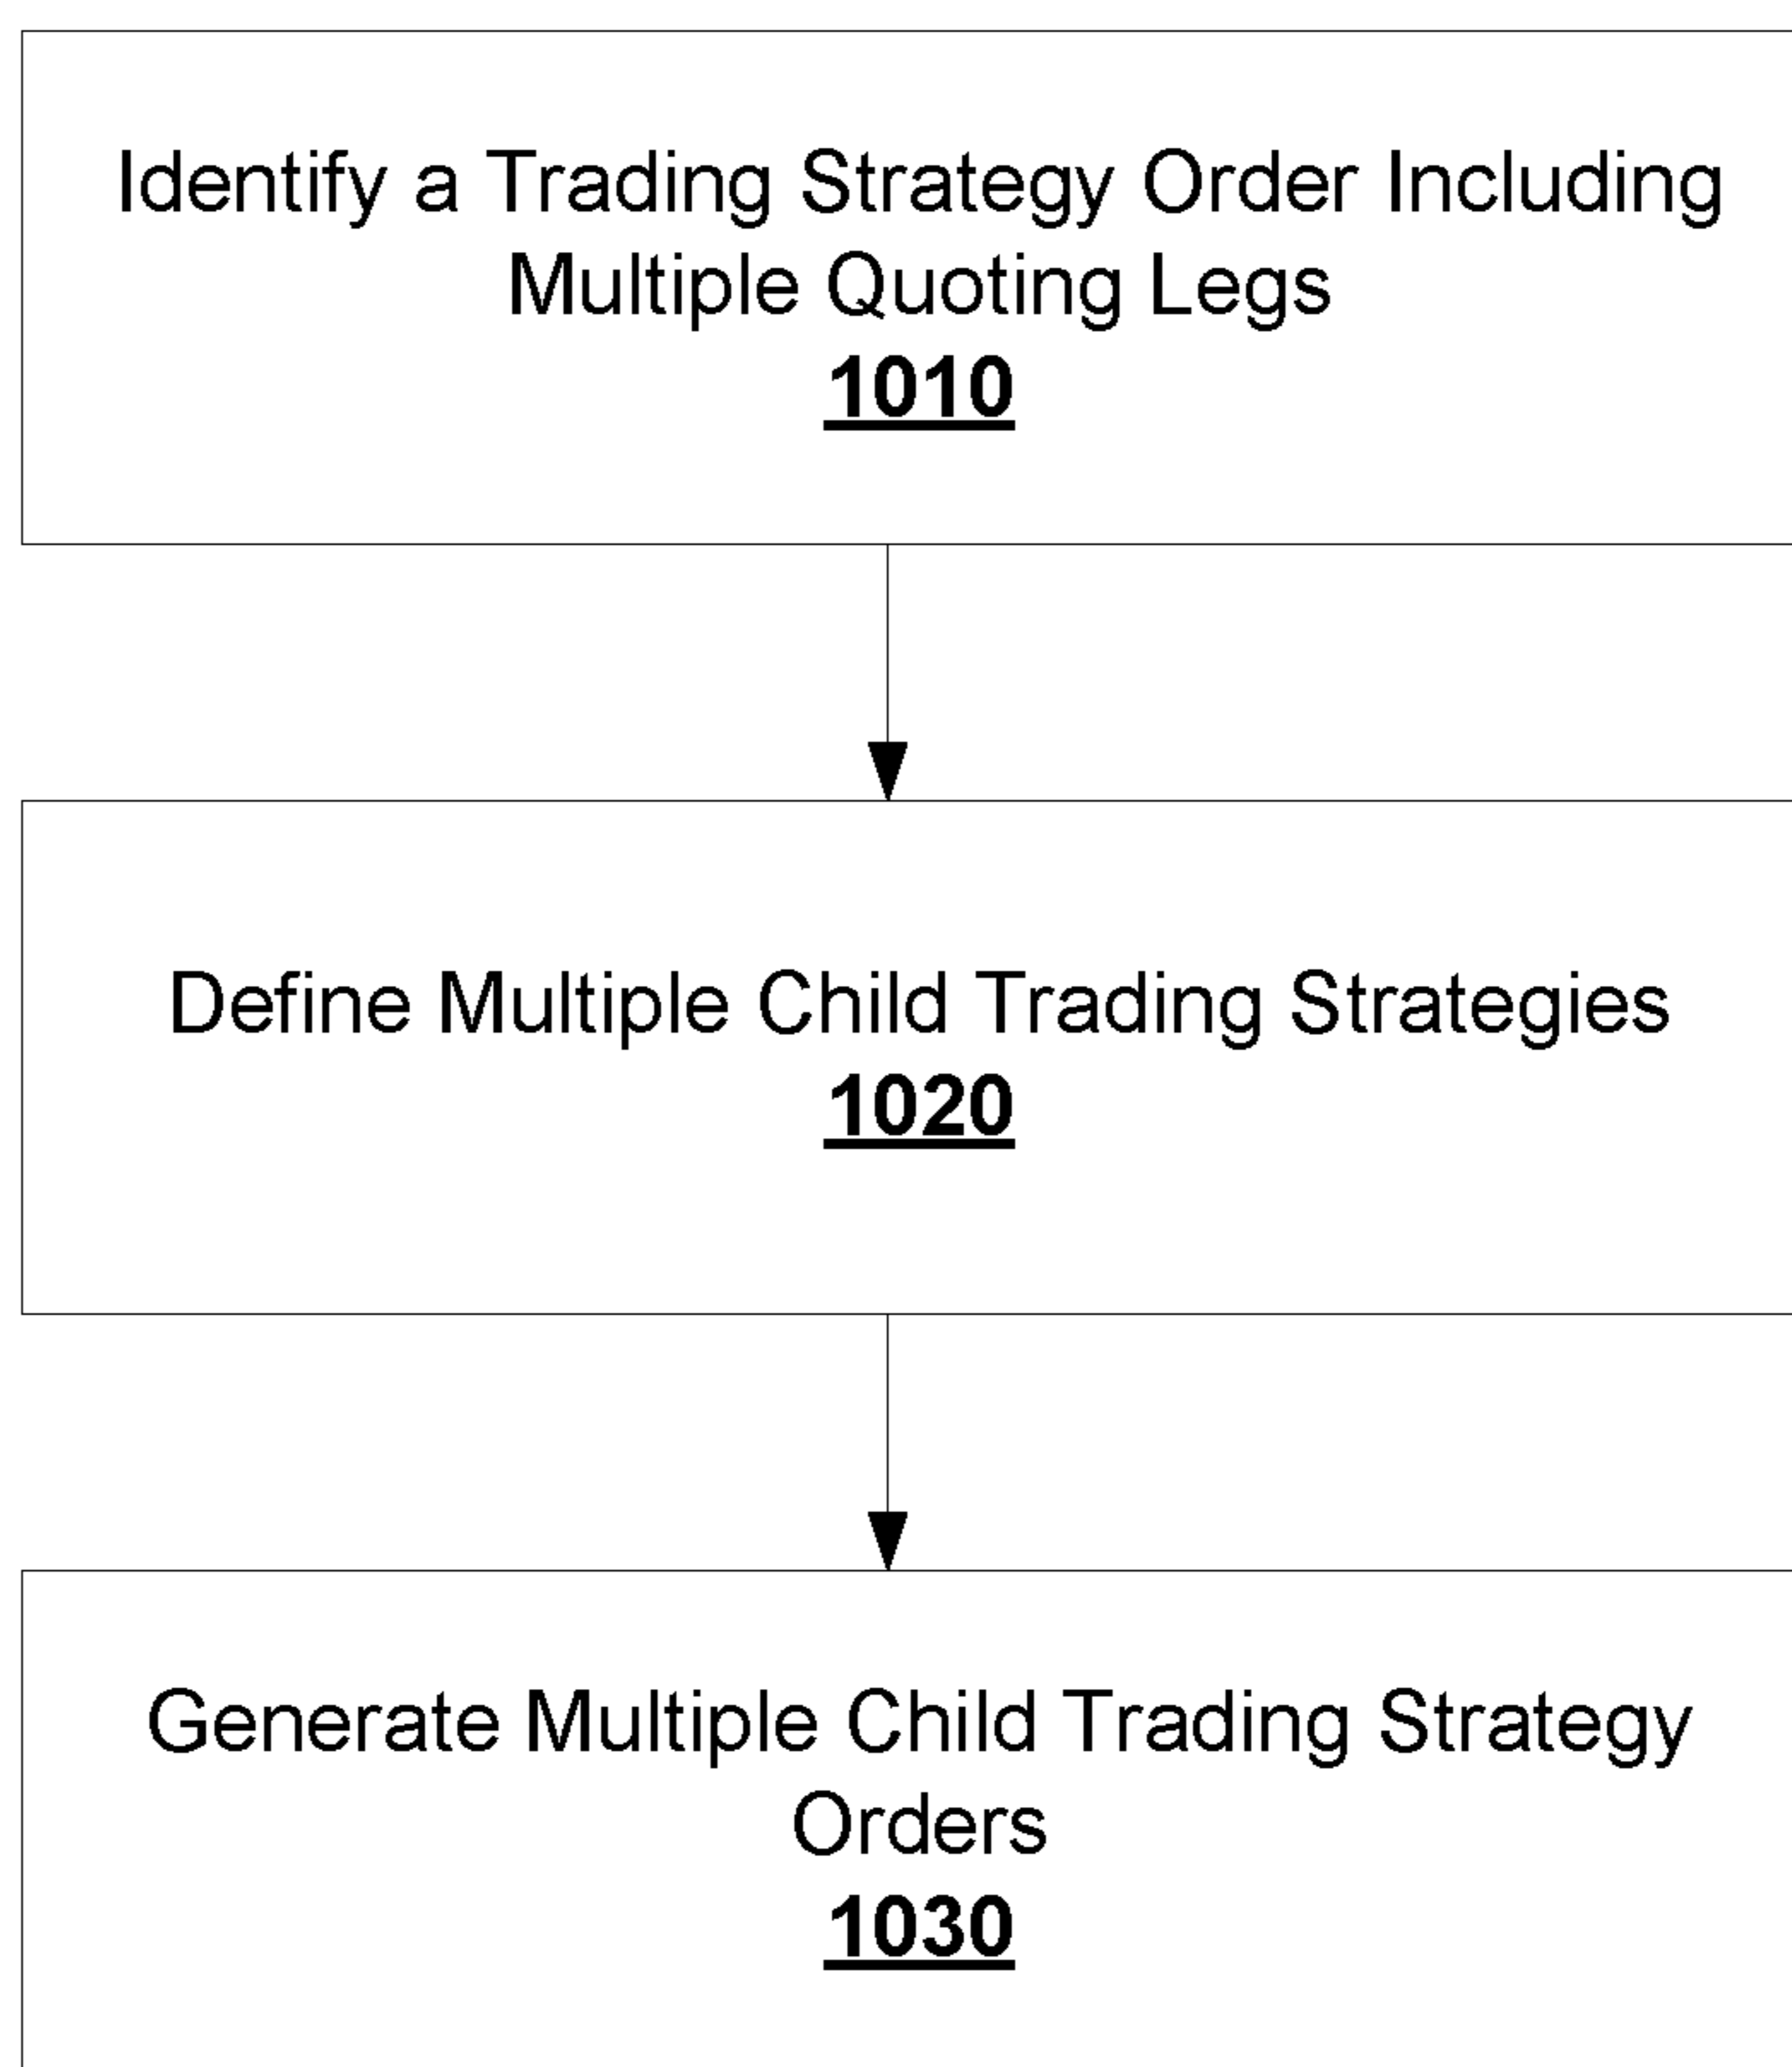 Identify a Trading Strategy Order Including
Multiple Quoting Legs
1010
Define Multiple Child Trading Strategies
1020
Generate Multiple Child Trading Strategy
Orders
1030